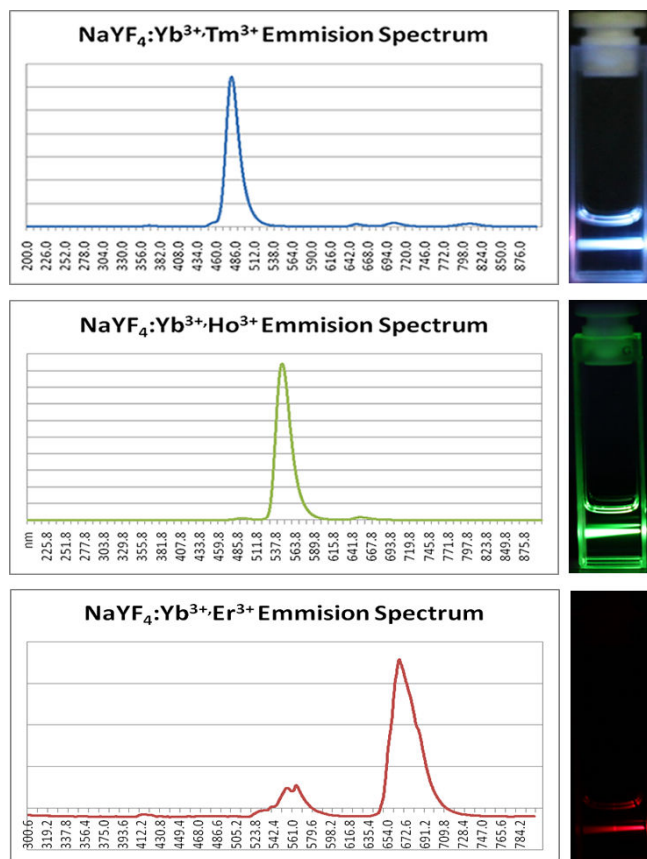 NaYF₄:Yb³⁺,Tm³⁺ Emmision Spectrum
200.0 226.0 252.0 278.0 304.0 330.0 356.0 382.0 408.0 434.0 460.0 486.0 512.0 538.0 564.0 590.0 616.0 642.0 668.0 694.0 720.0 746.0 772.0 798.0 824.0 850.0 876.0
NaYF₄:Yb³⁺,Ho³⁺ Emmision Spectrum
nm 225.8 251.8 277.8 303.8 329.8 355.8 381.8 407.8 433.8 459.8 485.8 511.8 537.8 563.8 589.8 615.8 641.8 667.8 693.8 719.8 745.8 771.8 797.8 823.8 849.8 875.8
NaYF₄:Yb³⁺,Er³⁺ Emmision Spectrum
300.6 319.2 337.8 356.4 375.0 393.6 412.2 430.8 449.4 468.0 486.6 505.2 523.8 542.4 561.0 579.6 598.2 616.8 635.4 654.0 672.6 691.2 709.8 728.4 747.0 765.6 784.2